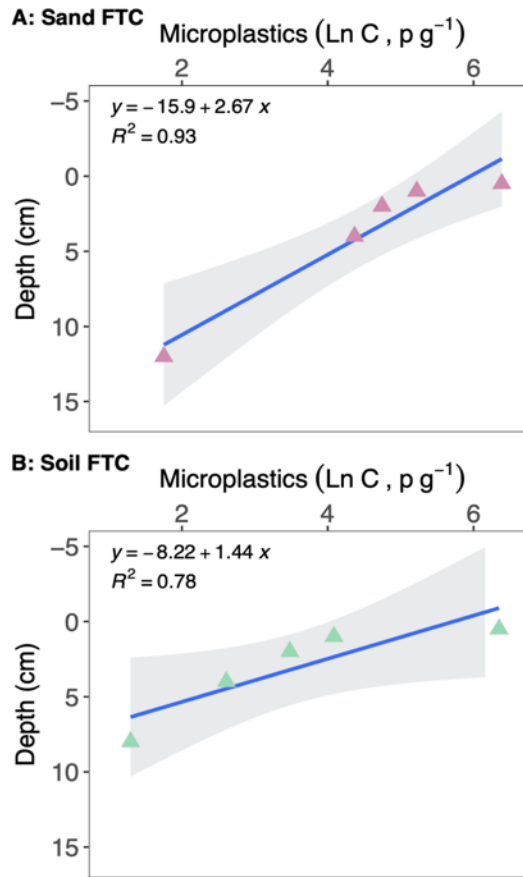 A: Sand FTC
Microplastics (Ln C , p g⁻¹)
2 4 6
y = −15.9 + 2.67 x
R² = 0.93
Depth (cm)
−5
0
5
10
15
B: Soil FTC
Microplastics (Ln C , p g⁻¹)
2 4 6
y = −8.22 + 1.44 x
R² = 0.78
Depth (cm)
−5
0
5
10
15